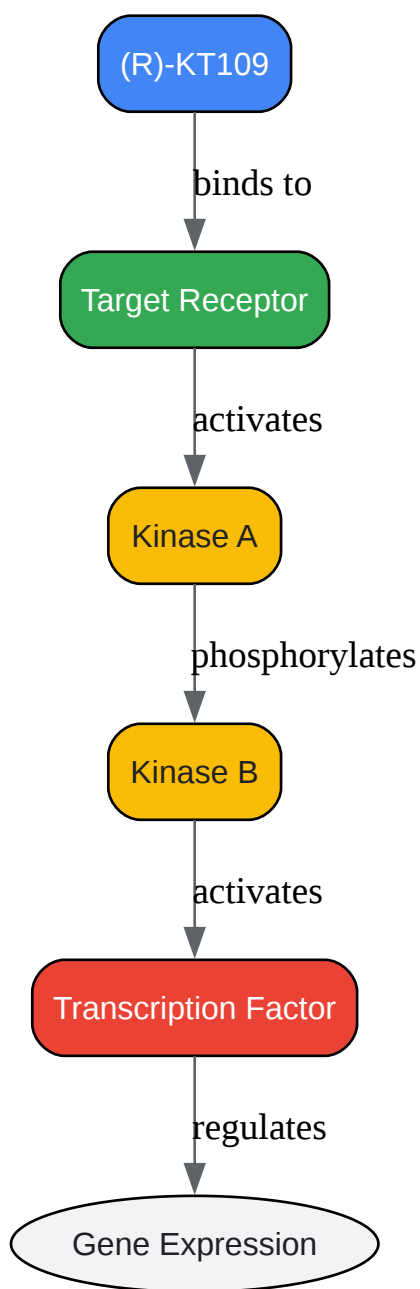 (R)-KT109
binds to
Target Receptor
activates
Kinase A
phosphorylates
Kinase B
activates
Transcription Factor
regulates
Gene Expression